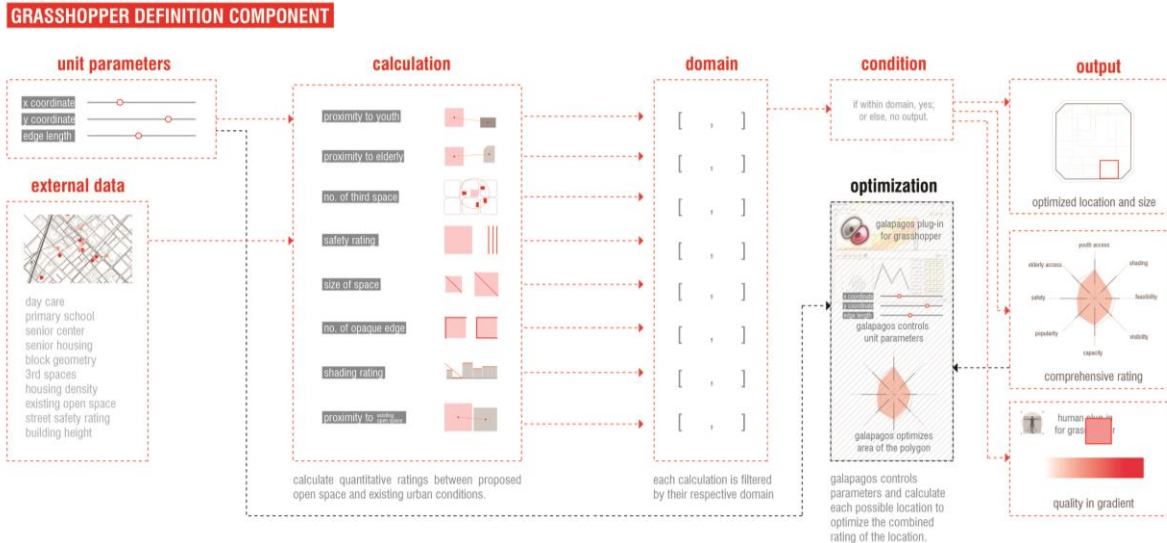 GRASSHOPPER DEFINITION COMPONENT
unit parameters
x coordinate
y coordinate
edge length
external data
day care
primary school
senior center
senior housing
block geometry
3rd spaces
housing density
existing open space
street safety rating
building height
calculation
proximity to youth
proximity to elderly
no. of third space
safety rating
size of space
no. of opaque edge
shading rating
proximity to existing open space
calculate quantitative ratings between proposed
open space and existing urban conditions.
domain
[ , ]
[ , ]
[ , ]
[ , ]
[ , ]
[ , ]
[ , ]
[ , ]
each calculation is filtered
by their respective domain
condition
if within domain, yes;
or else, no output.
optimization
galapagos plug-in
for grasshopper
x coordinate
y coordinate
edge length
galapagos controls
unit parameters
galapagos optimizes
area of the polygon
galapagos controls
parameters and calculate
each possible location to
optimize the combined
rating of the location.
output
optimized location and size
youth access
elderly access
shading
safety
feasibility
popularity
visibility
capacity
comprehensive rating
human
for
quality in gradient